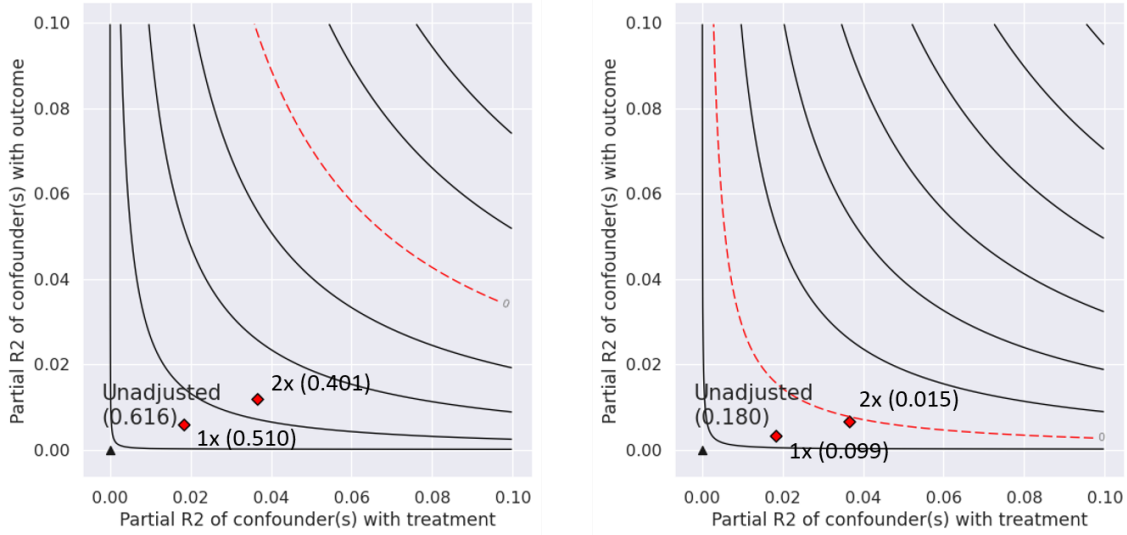 0.10
0.08
0.06
0.04
0.02
0.00
Partial R2 of confounder(s) with outcome
0
2x (0.401)
Unadjusted
(0.616)
1x (0.510)
0.00 0.02 0.04 0.06 0.08 0.10
Partial R2 of confounder(s) with treatment
0.10
0.08
0.06
0.04
0.02
0.00
Partial R2 of confounder(s) with outcome
Unadjusted
(0.180)
2x (0.015)
0
1x (0.099)
0.00 0.02 0.04 0.06 0.08 0.10
Partial R2 of confounder(s) with treatment